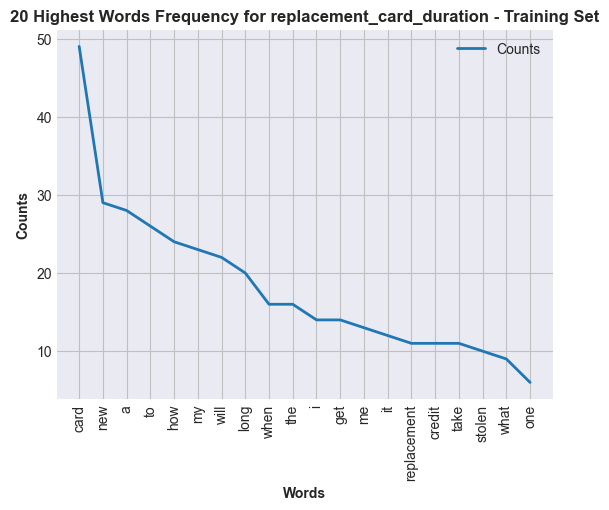 20 Highest Words Frequency for replacement_card_duration - Training Set
Counts
Counts
50
40
30
20
10
card
new
a
to
how
my
will
long
when
the
i
get
me
it
replacement
credit
take
stolen
what
one
Words